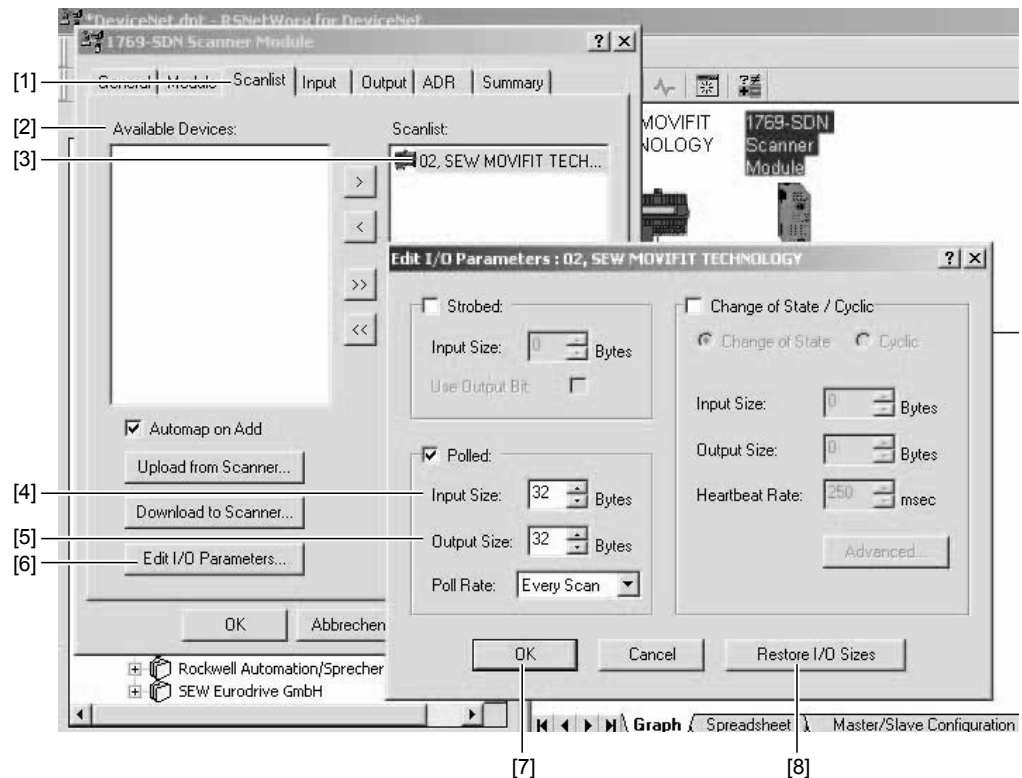 *DeviceNet.dnt - RSNetWorx for DeviceNet
1769-SDN Scanner Module
[1]
General Module Scanlist Input Output ADR Summary
[2]
Available Devices:
Scanlist:
[3]
02, SEW MOVIFIT TECH...
MOVIFIT
NOLOGY
1769-SDN
Scanner
Module
>
<
>>
<<
Automap on Add
Upload from Scanner...
Download to Scanner...
[6]
Edit I/O Parameters...
OK
Abbrechen
Rockwell Automation/Sprecher
SEW Eurodrive GmbH
Edit I/O Parameters : 02, SEW MOVIFIT TECHNOLOGY
Strobed:
Input Size: 0 Bytes
Use Output Bit:
Polled:
[4]
Input Size: 32 Bytes
[5]
Output Size: 32 Bytes
Poll Rate: Every Scan
Change of State / Cyclic
Change of State Cyclic
Input Size: 0 Bytes
Output Size: 0 Bytes
Heartbeat Rate: 250 msec
Advanced...
OK
Cancel
Restore I/O Sizes
Graph Spreadsheet Master/Slave Configuration
[7]
[8]